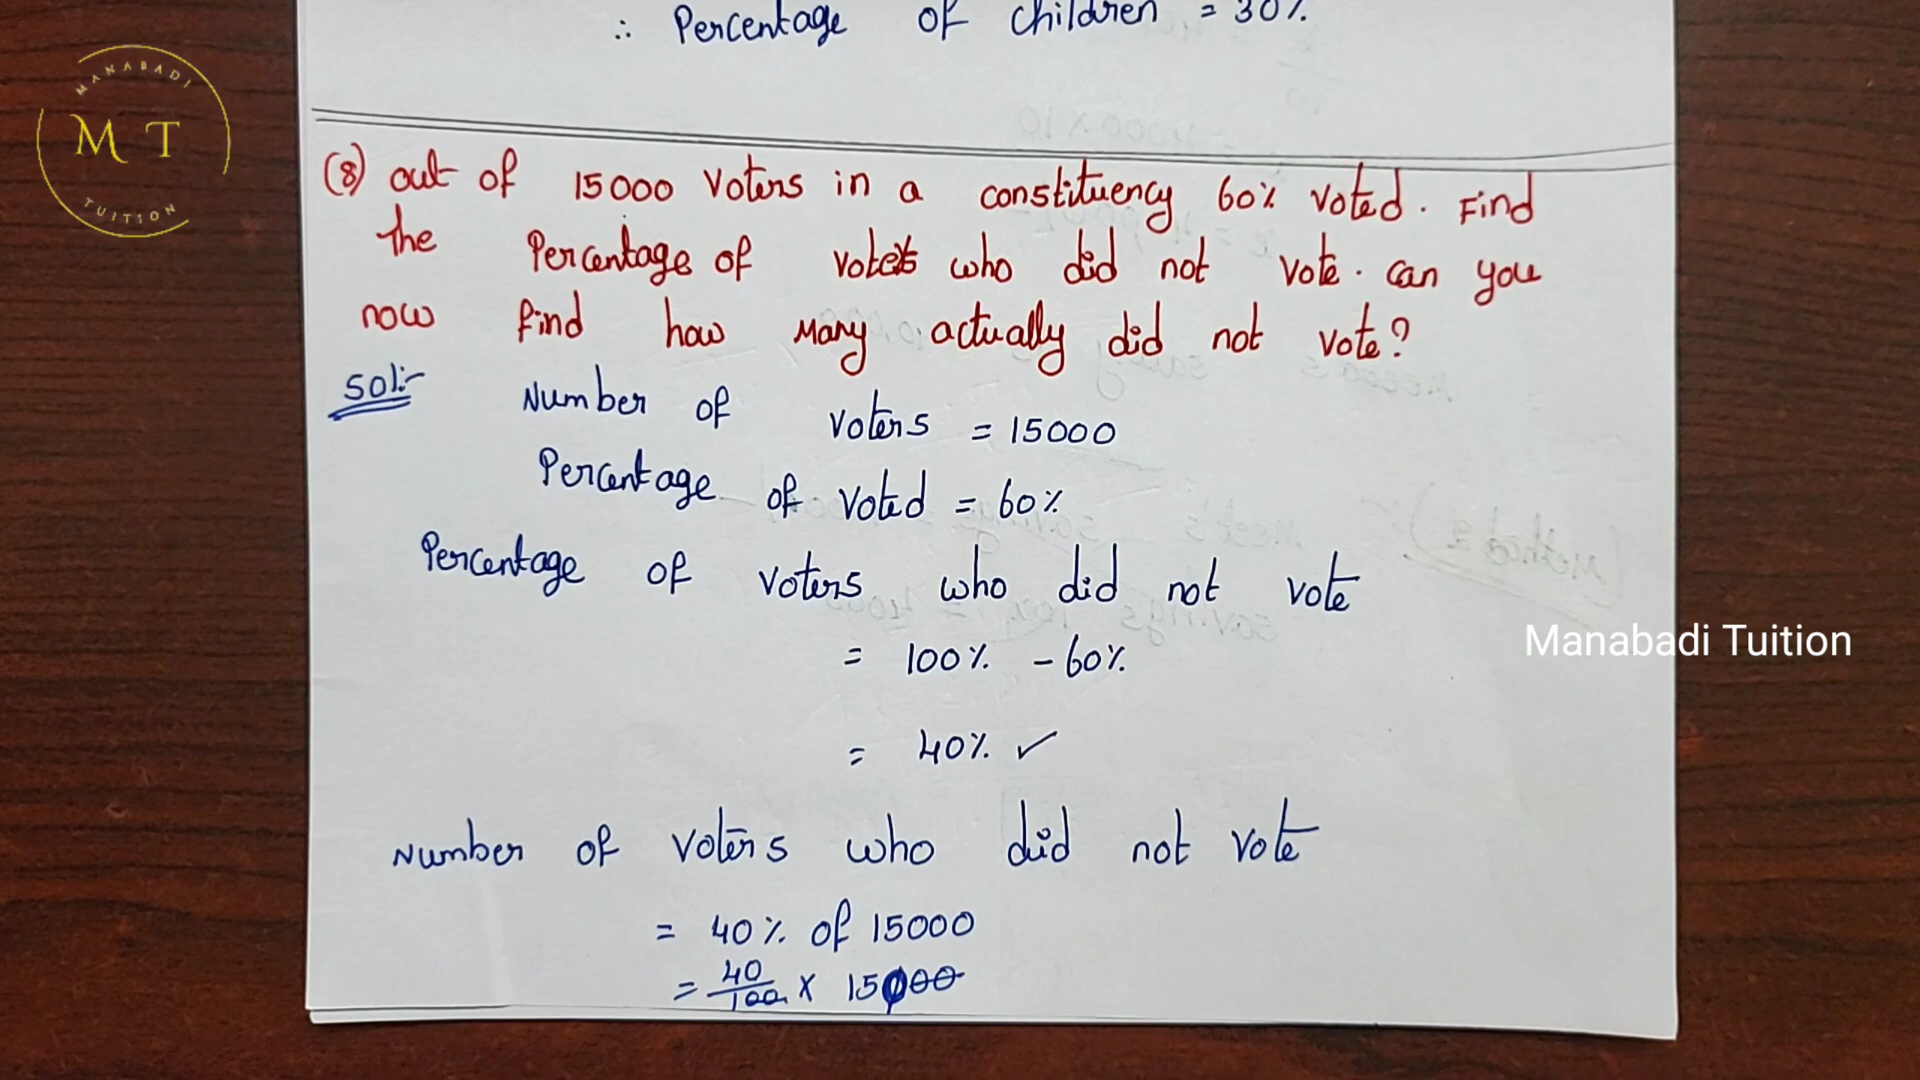 ∴ Percentage of children = 30%
MANABADI
MT
TUITION
(8) out of 15000 Voters in a constituency 60% voted. Find
the Percentage of voters who did not vote. Can you
now find how many actually did not vote?
Sol:-
Number of voters = 15000
Percentage of voted = 60%
Percentage of voters who did not vote
= 100% - 60%
Manabadi Tuition
= 40% ✓
Number of voters who did not vote
= 40% of 15000
= 40/100 × 15000